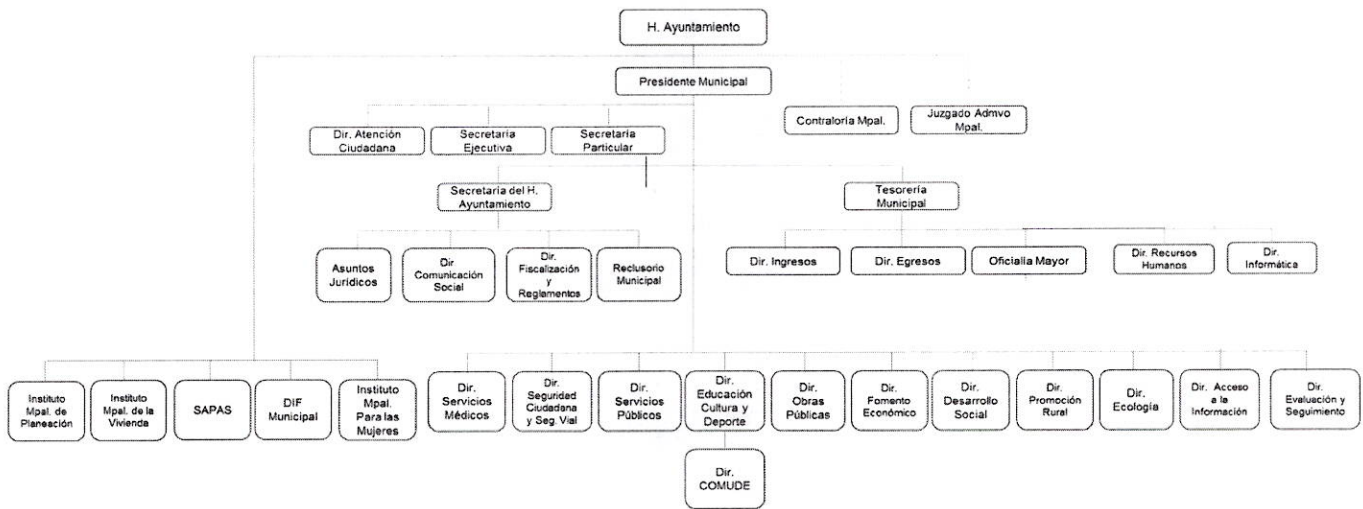 H. Ayuntamiento
Presidente Municipal
Contraloría Mpal.
Juzgado Admvo
Mpal.
Dir. Atención
Ciudadana
Secretaría
Ejecutiva
Secretaría
Particular
Secretaría del H.
Ayuntamiento
Tesorería
Municipal
Asuntos
Jurídicos
Dir
Comunicación
Social
Dir.
Fiscalización
y
Reglamentos
Reclusorio
Municipal
Dir. Ingresos
Dir. Egresos
Oficialía Mayor
Dir. Recursos
Humanos
Dir.
Informática
Instituto
Mpal. de
Planeación
Instituto
Mpal. de la
Vivienda
SAPAS
DIF
Municipal
Instituto
Mpal.
Para las
Mujeres
Dir.
Servicios
Médicos
Dir.
Seguridad
Ciudadana
y Seg. Vial
Dir.
Servicios
Públicos
Dir.
Educación
Cultura y
Deporte
Dir.
Obras
Públicas
Dir.
Fomento
Económico
Dir.
Desarrollo
Social
Dir.
Promoción
Rural
Dir.
Ecología
Dir. Acceso
a la
Información
Dir.
Evaluación y
Seguimiento
Dir.
COMUDE